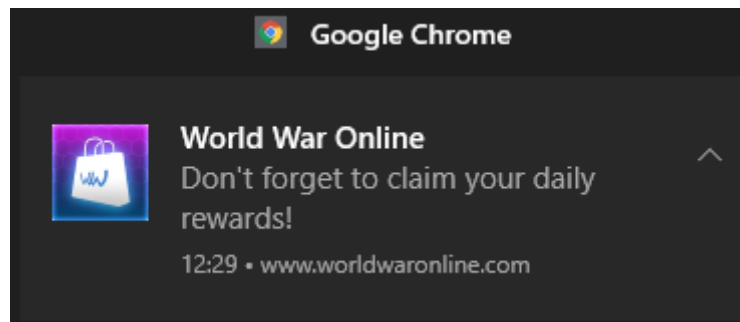 Google Chrome
World War Online
Don't forget to claim your daily
rewards!
12:29 • www.worldwaronline.com